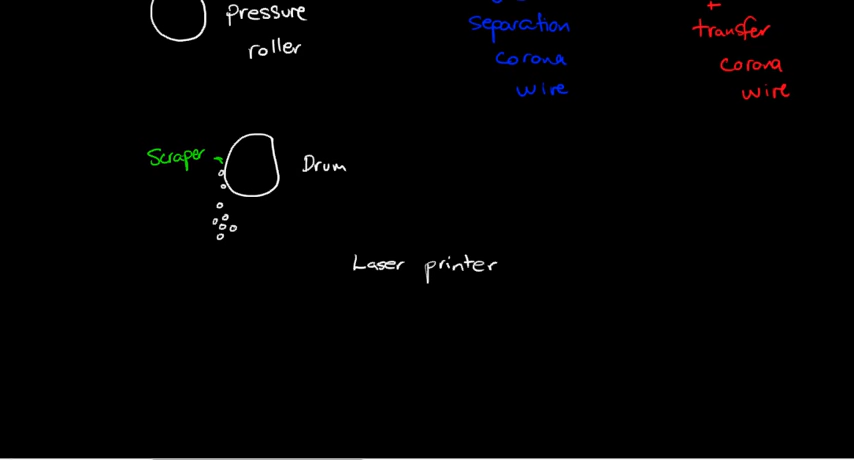 pressure
roller
separation
corona
wire
+
transfer
corona
wire
Scraper
Drum
Laser printer